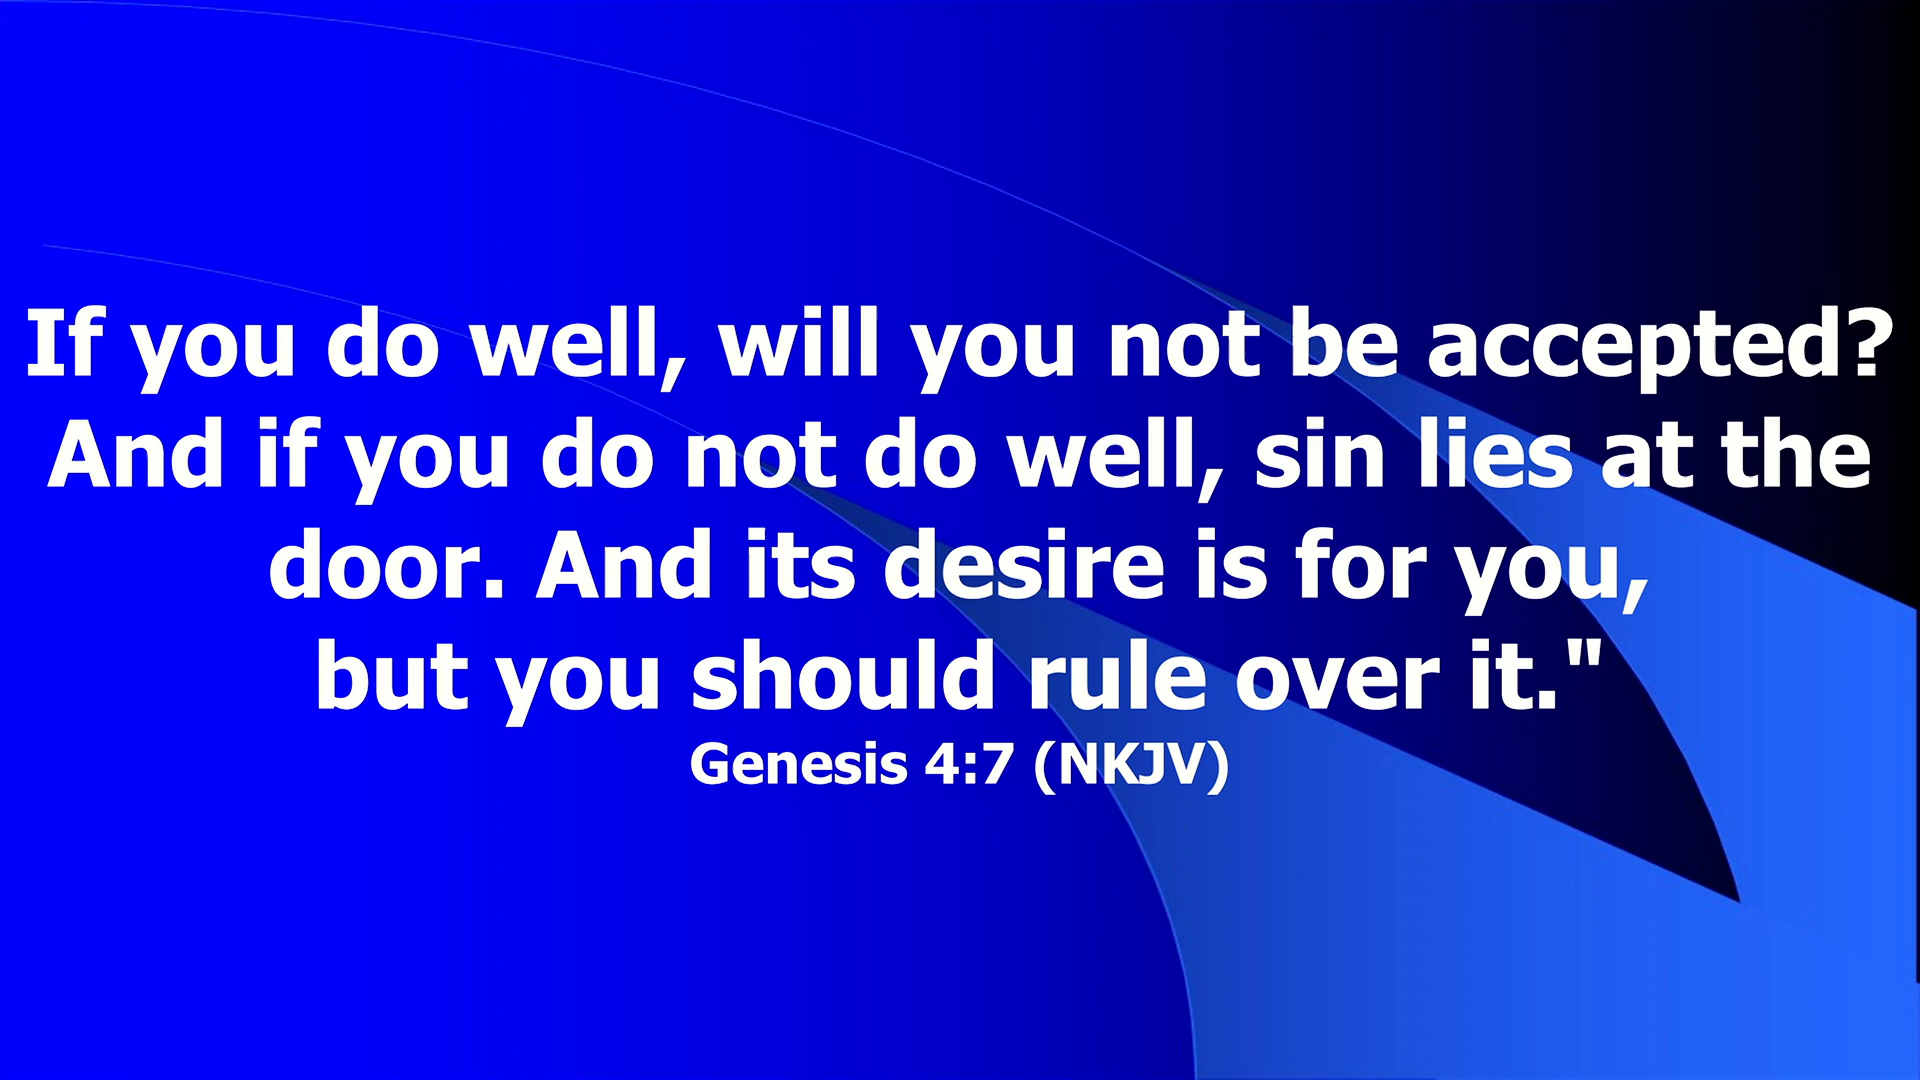 If you do well, will you not be accepted?
And if you do not do well, sin lies at the
door. And its desire is for you,
but you should rule over it."
Genesis 4:7 (NKJV)